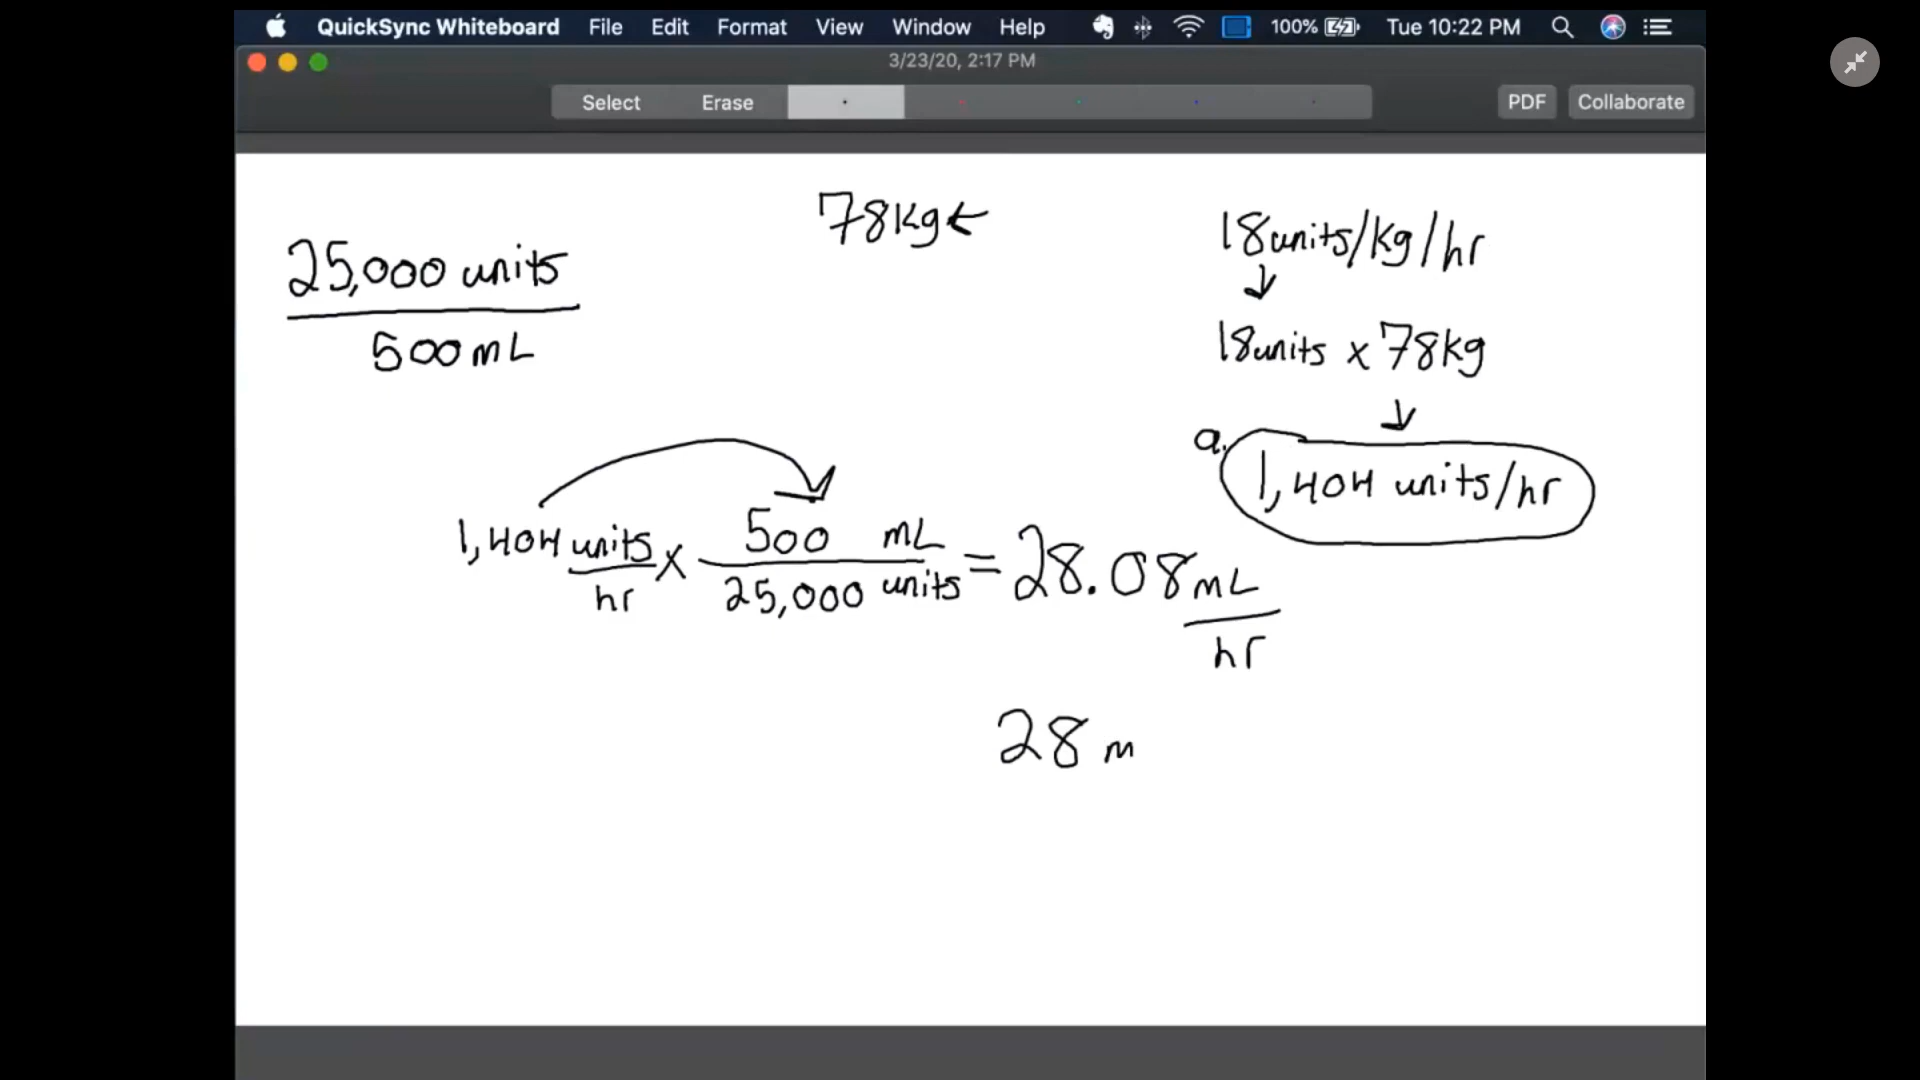 QuickSync Whiteboard File Edit Format View Window Help 100% Tue 10:22 PM
3/23/20, 2:17 PM
Select Erase PDF Collaborate
78kg←
18units/kg/hr
↓
25,000 units
500mL
18units x 78kg
↓
a. 1,404 units/hr
1,404 units/hr x 500 mL/25,000 units = 28.08 mL/hr
28 m